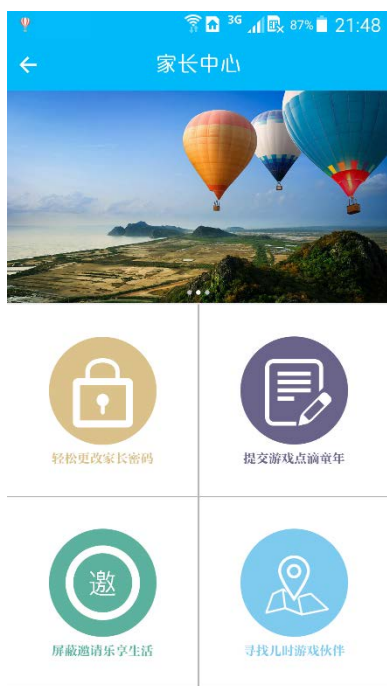 3G 87% 21:48
家长中心
轻松更改家长密码
提交游戏点滴童年
邀
屏蔽邀请乐享生活
寻找儿时游戏伙伴